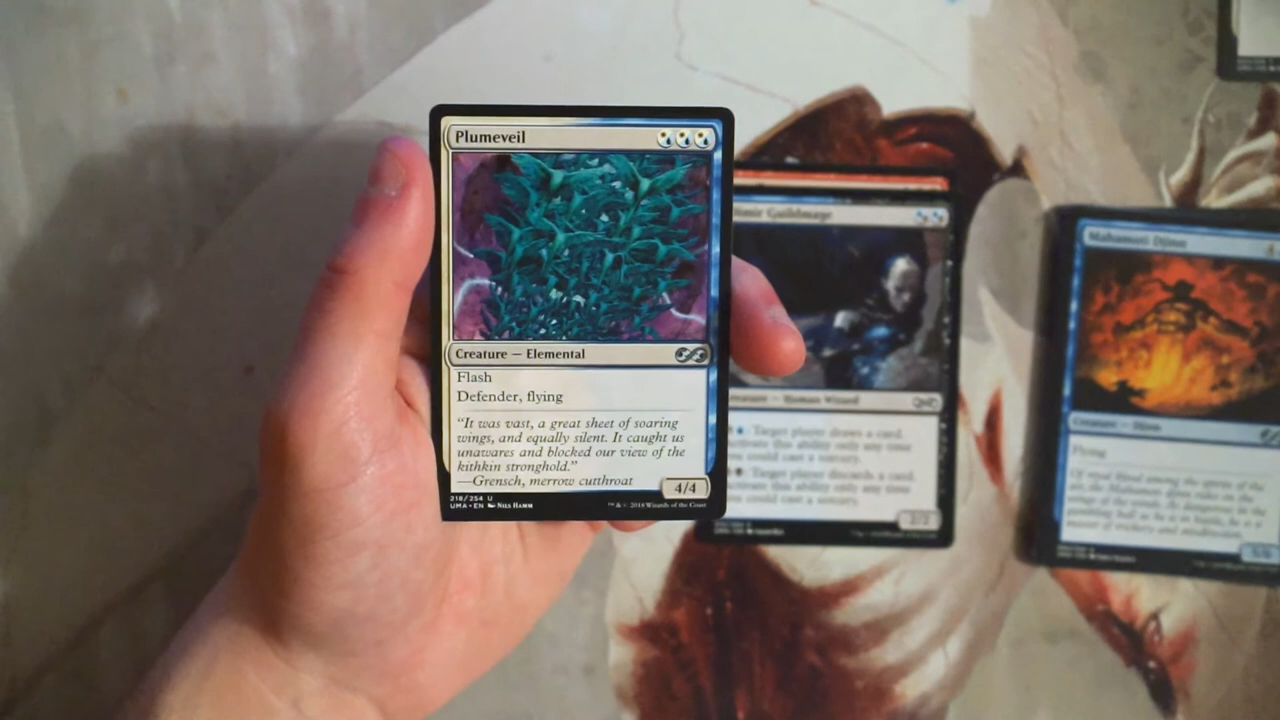 Plumeveil
Creature — Elemental
Flash
Defender, flying
"It was vast, a great sheet of soaring
wings, and equally silent. It caught us
unawares and blocked our view of the
kithkin stronghold."
—Grensch, merrow cutthroat
4/4
218/254 U
UMA • EN Nils Hamm
™ & © 2018 Wizards of the Coast
Guildmage
Creature — Human Wizard
: Target player draws a card.
activate this ability only any time
you could cast a sorcery.
: Target player discards a card.
activate this ability only any time
you could cast a sorcery.
2/2
Mahamoti Djinn
4
Creature — Djinn
Flying
5/6